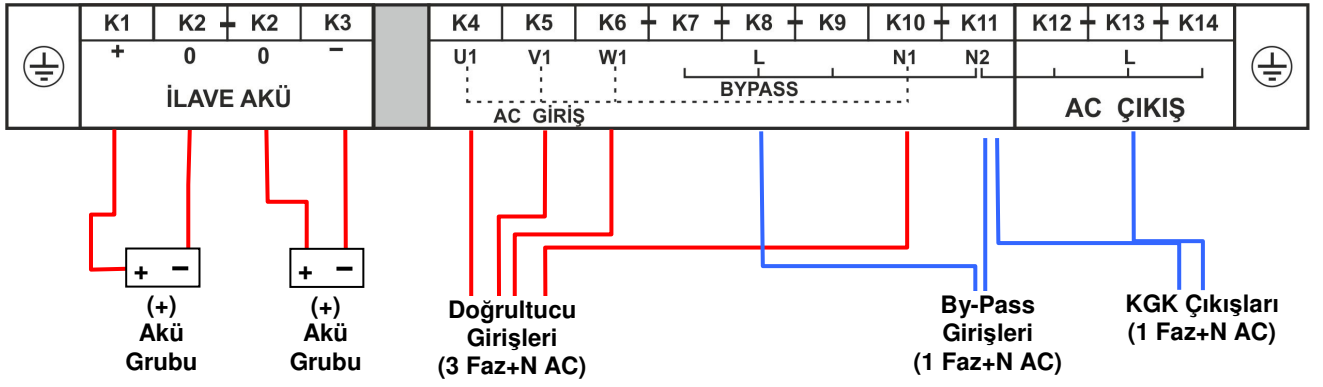 K1 K2 K2 K3 K4 K5 K6 K7 K8 K9 K10 K11 K12 K13 K14
+ 0 0 − U1 V1 W1 L N1 N2 L
BYPASS
İLAVE AKÜ
AC GİRİŞ
AC ÇIKIŞ
+ −
+ −
(+)
Akü
Grubu
(+)
Akü
Grubu
Doğrultucu
Girişleri
(3 Faz+N AC)
By-Pass
Girişleri
(1 Faz+N AC)
KGK Çıkışları
(1 Faz+N AC)